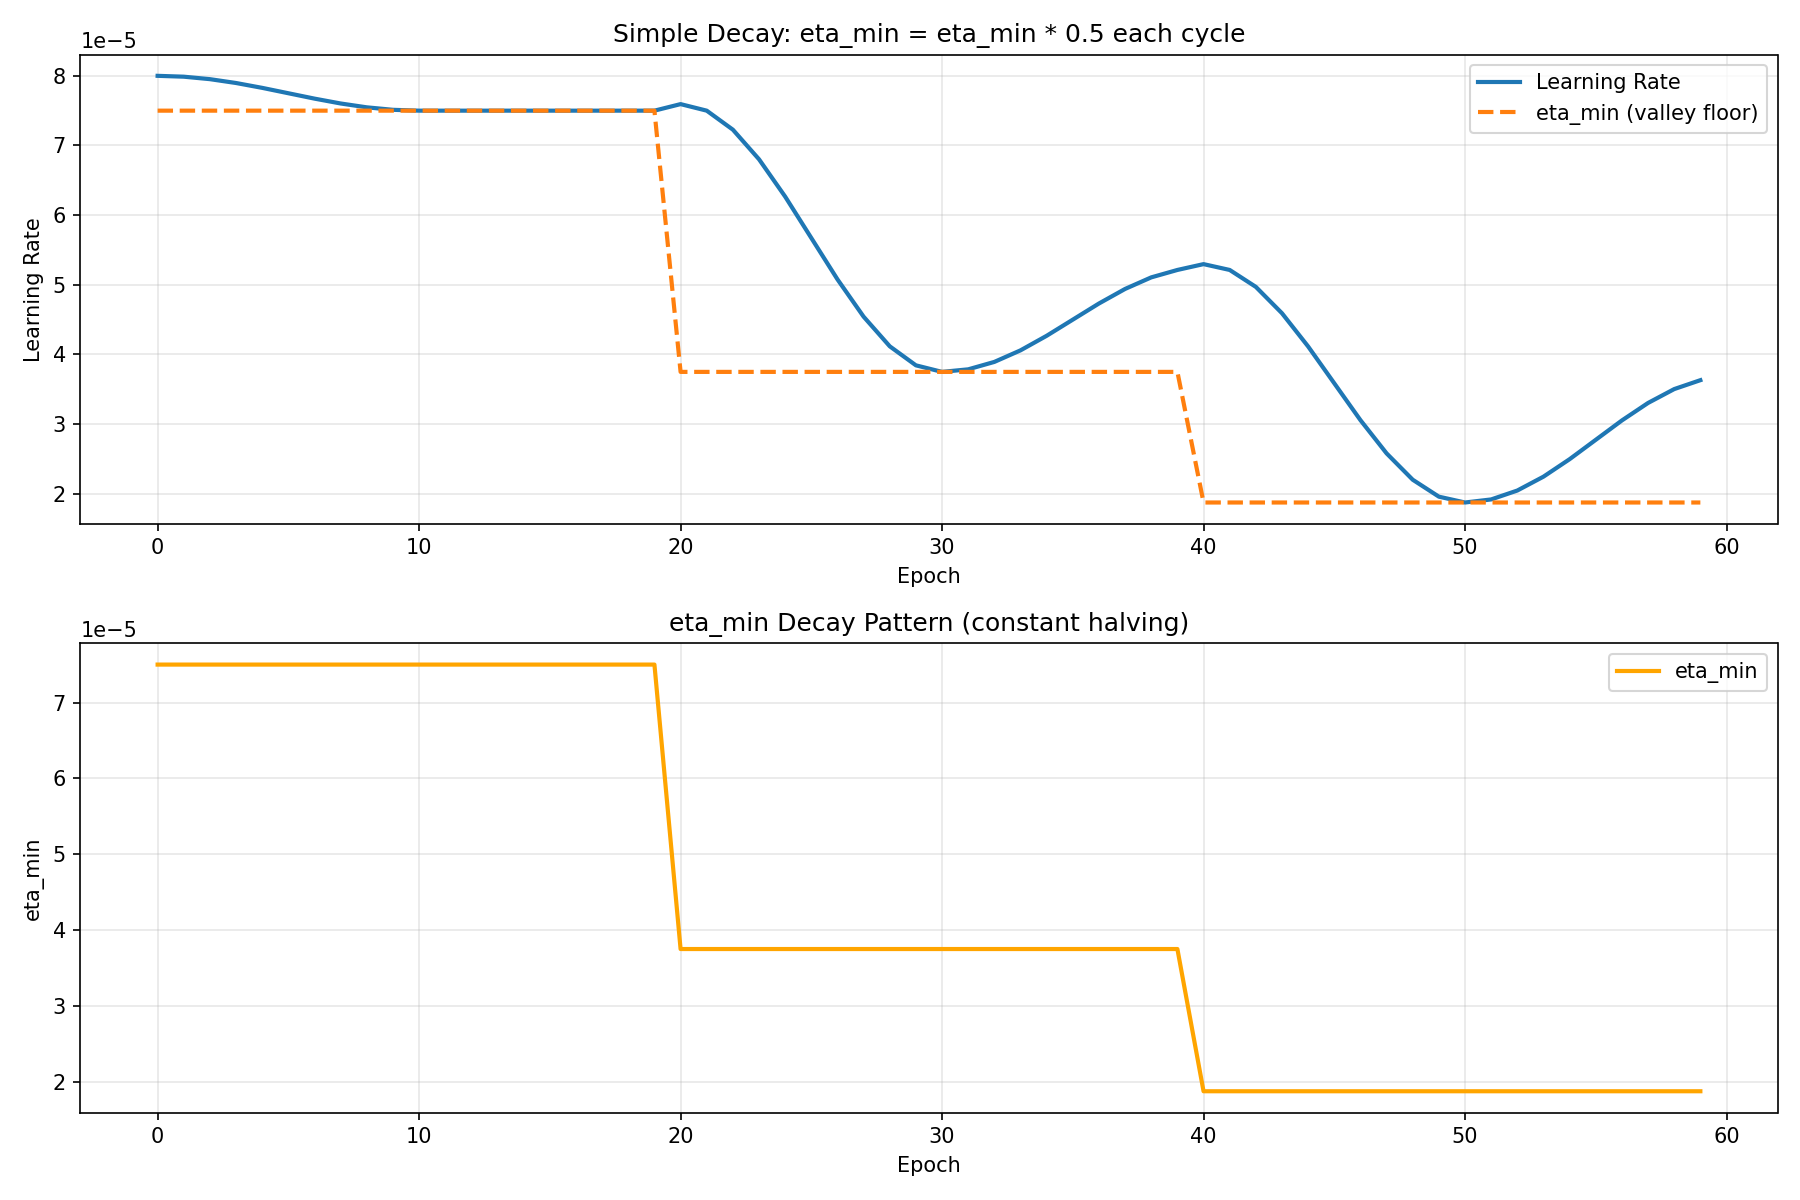 Simple Decay: eta_min = eta_min * 0.5 each cycle
1e−5
8
7
6
5
4
3
2
Learning Rate
Learning Rate
eta_min (valley floor)
0 10 20 30 40 50 60
Epoch
eta_min Decay Pattern (constant halving)
1e−5
7
6
5
4
3
2
eta_min
eta_min
0 10 20 30 40 50 60
Epoch